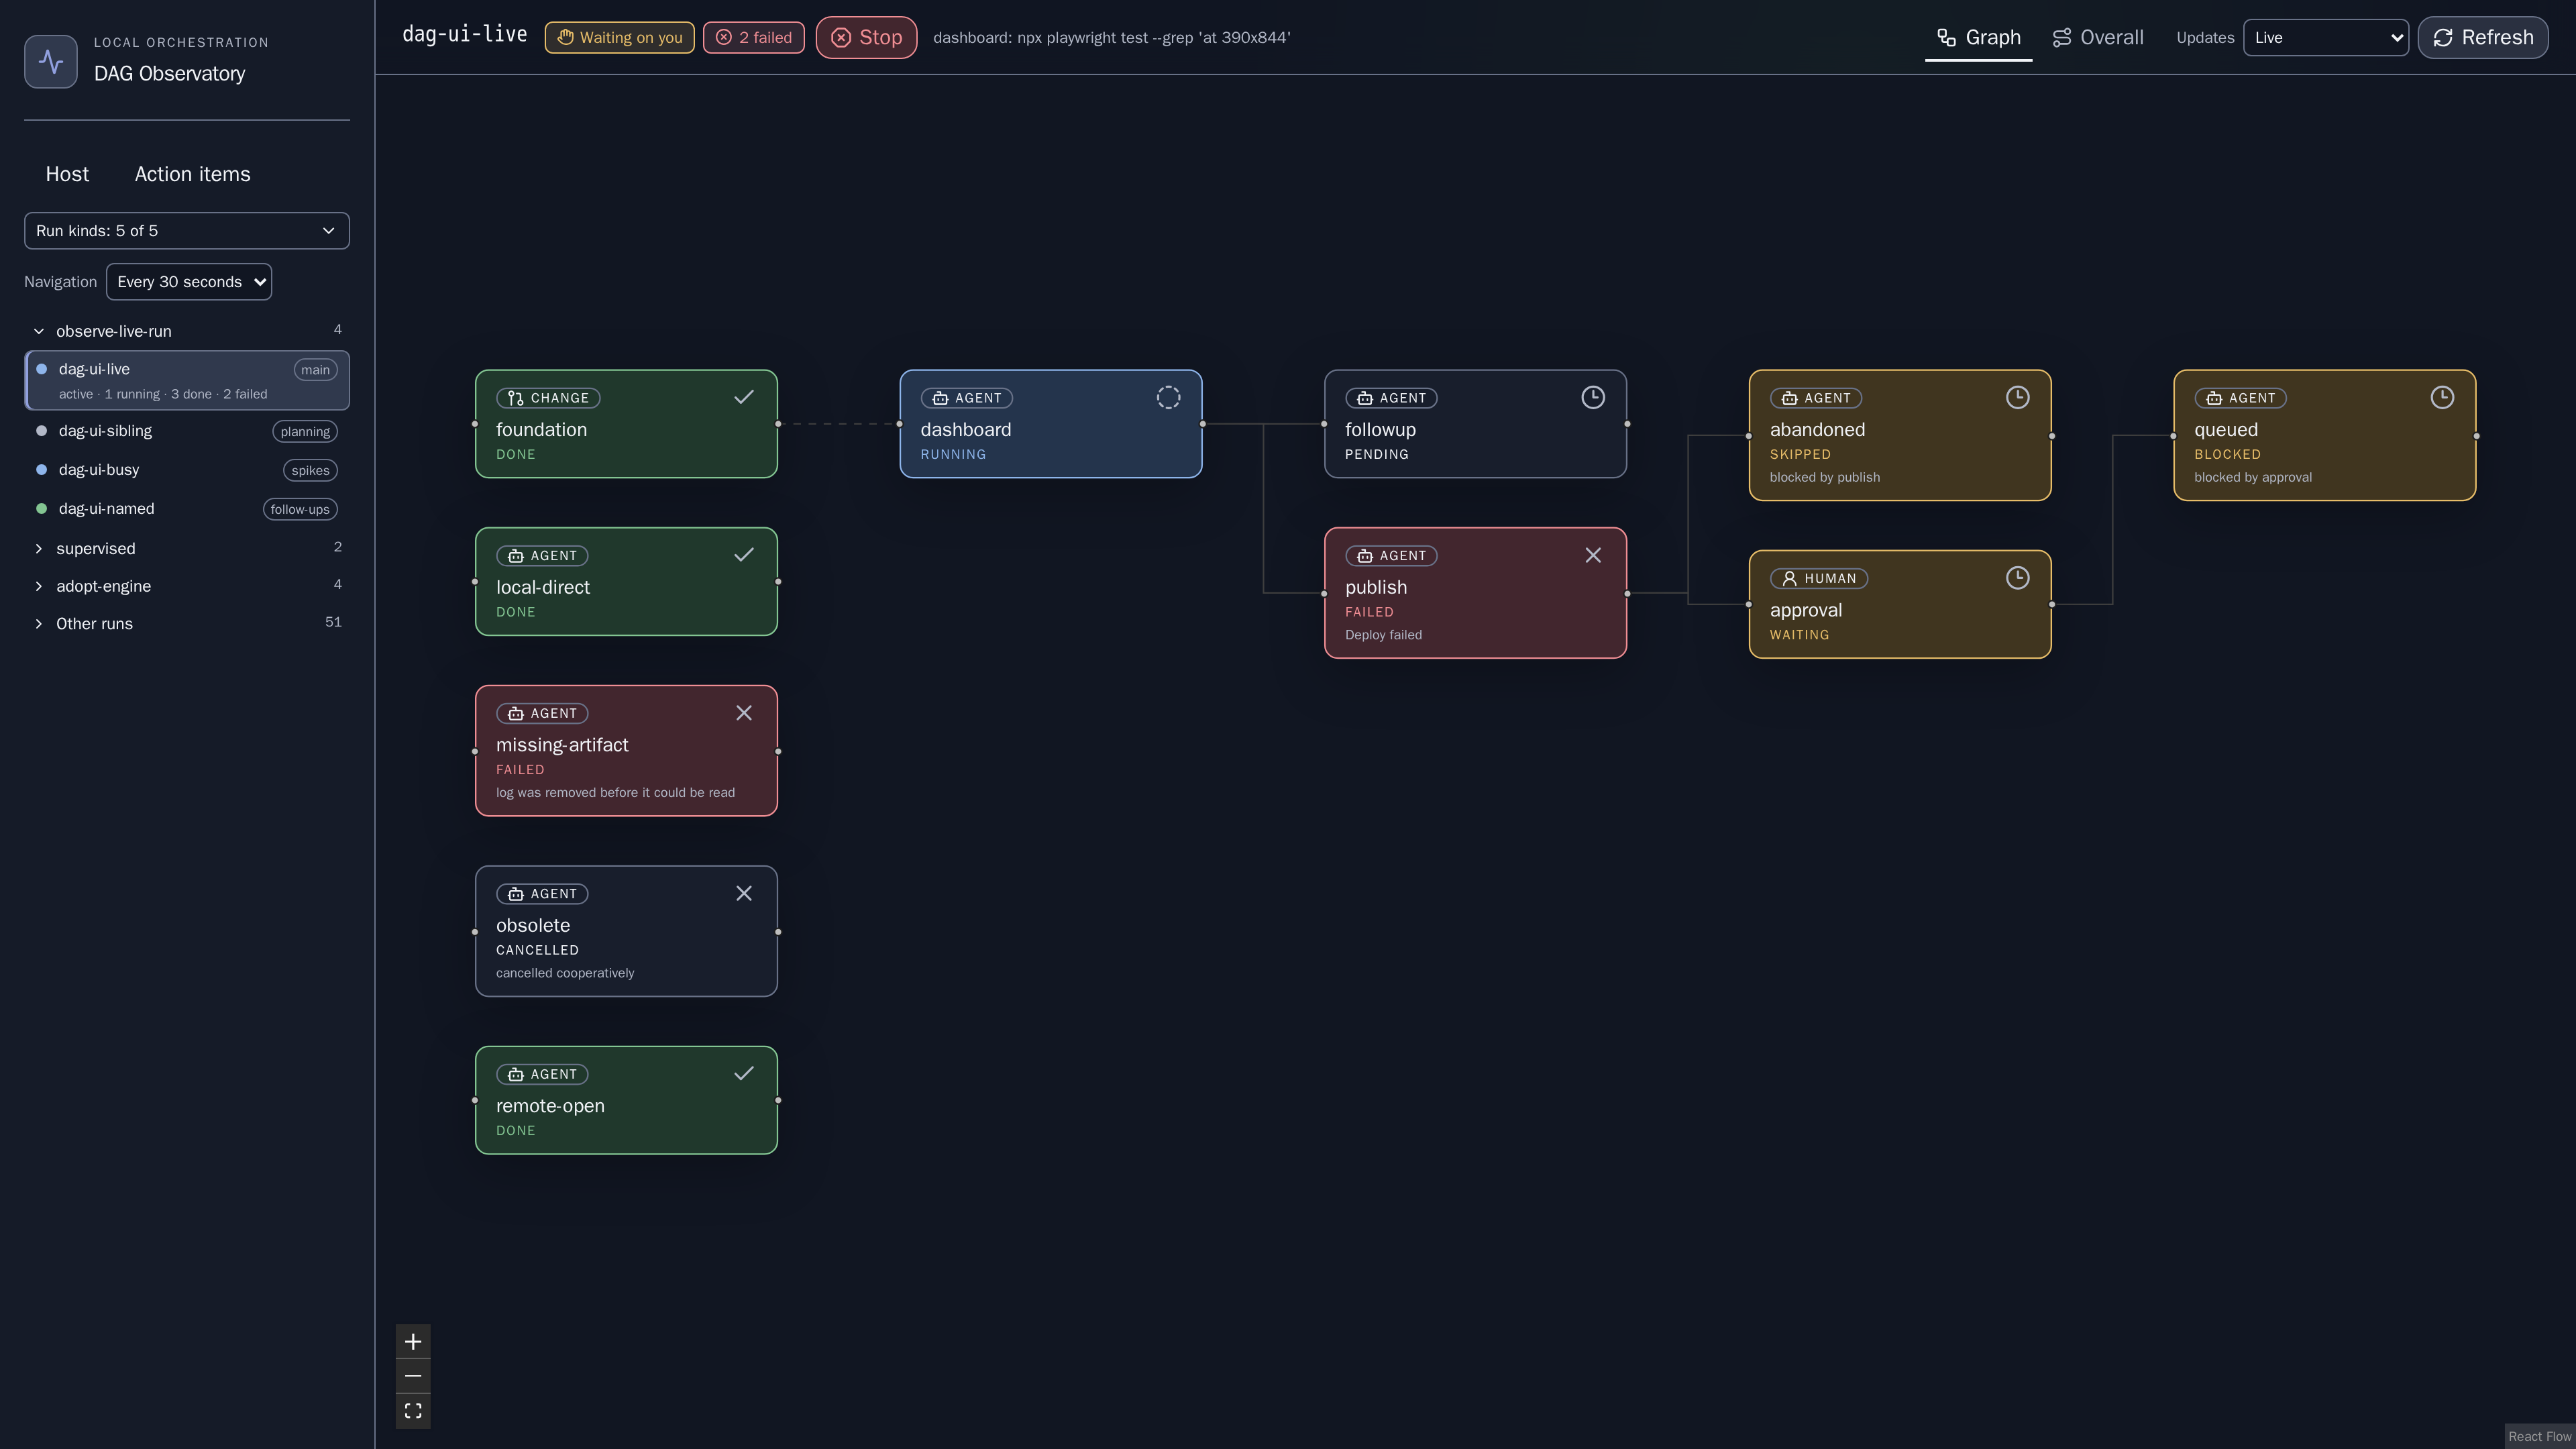 LOCAL ORCHESTRATION
DAG Observatory
Host
Action items
Run kinds: 5 of 5
Navigation
Every 30 seconds
observe-live-run 4
dag-ui-live main
active · 1 running · 3 done · 2 failed
dag-ui-sibling planning
dag-ui-busy spikes
dag-ui-named follow-ups
supervised 2
adopt-engine 4
Other runs 51
dag-ui-live
Waiting on you
2 failed
Stop
dashboard: npx playwright test --grep 'at 390x844'
Graph
Overall
Updates
Live
Refresh
CHANGE
foundation
DONE
AGENT
local-direct
DONE
AGENT
missing-artifact
FAILED
log was removed before it could be read
AGENT
obsolete
CANCELLED
cancelled cooperatively
AGENT
remote-open
DONE
AGENT
dashboard
RUNNING
AGENT
followup
PENDING
AGENT
publish
FAILED
Deploy failed
AGENT
abandoned
SKIPPED
blocked by publish
HUMAN
approval
WAITING
AGENT
queued
BLOCKED
blocked by approval
React Flow